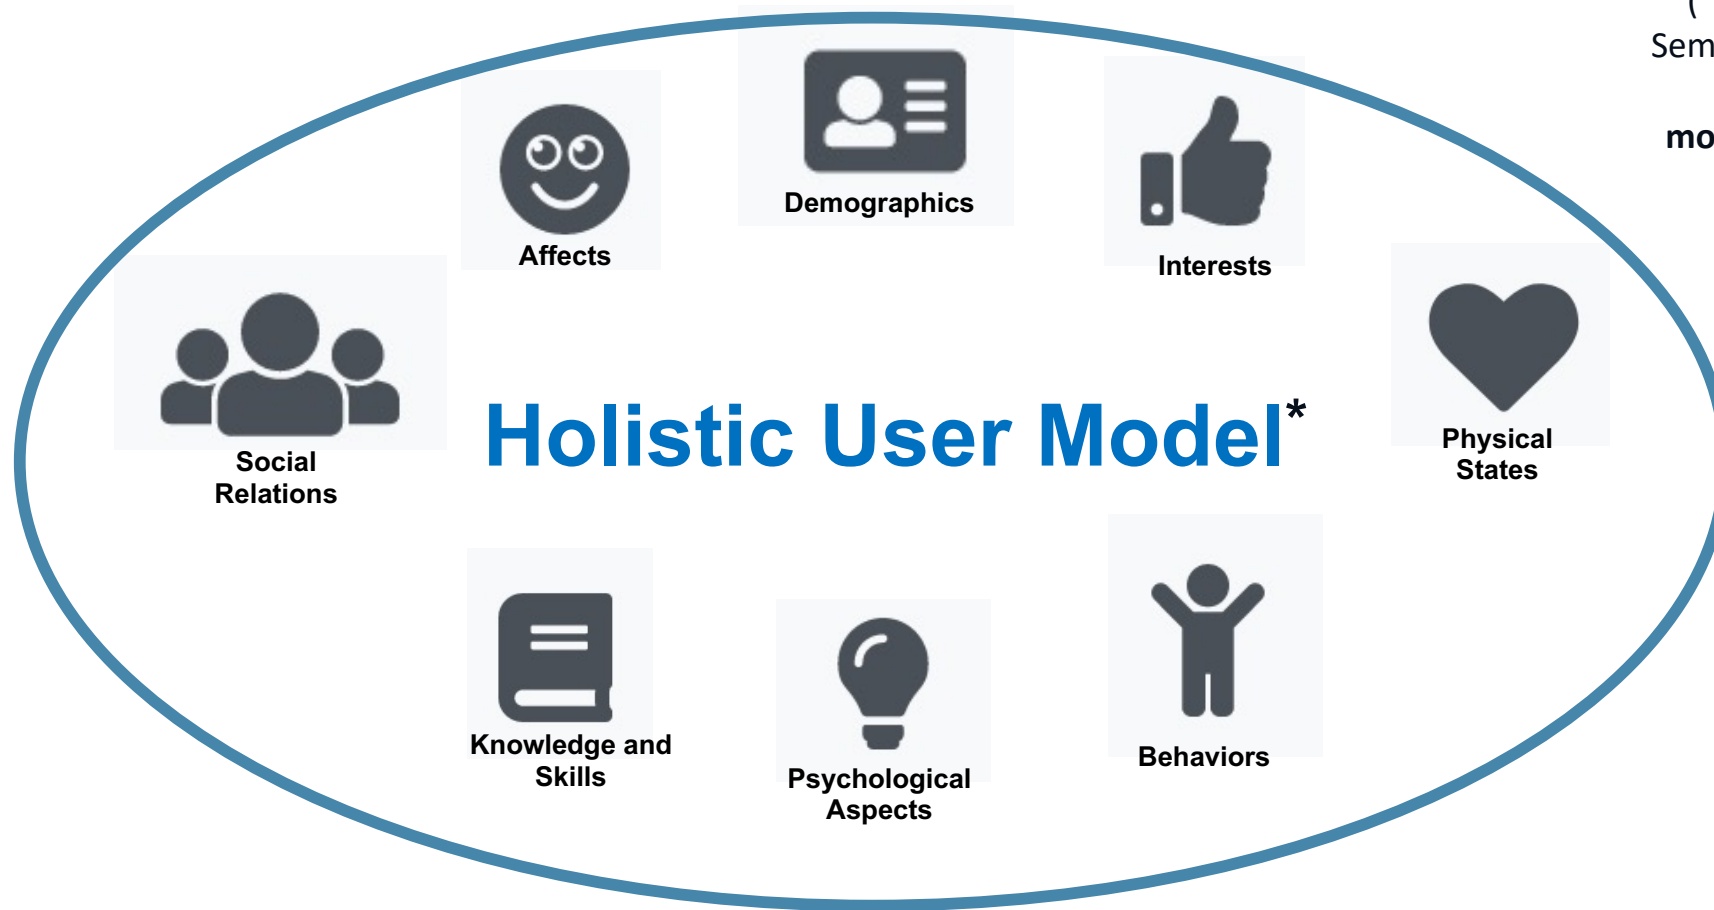 (
Sem
mo
Demographics
Affects
Interests
Social
Relations
Holistic User Model*
Physical
States
Knowledge and
Skills
Psychological
Aspects
Behaviors